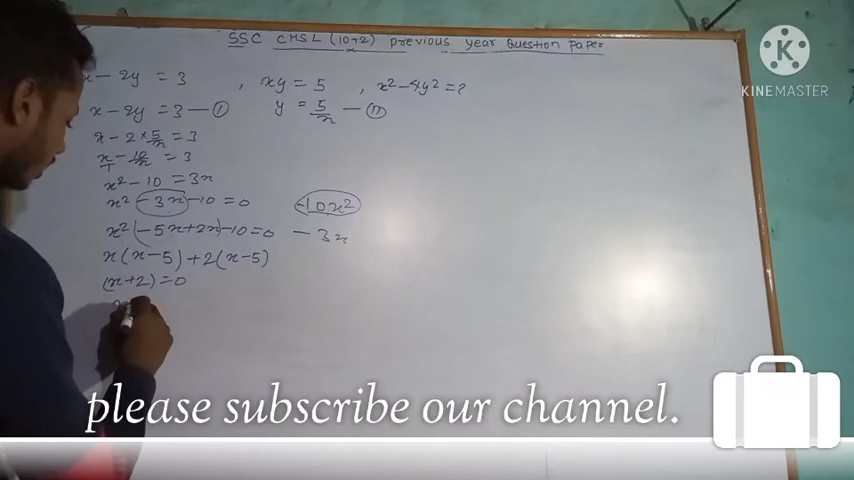 SSC CHSL (10+2) previous year Question paper
x - 2y = 3 , xy = 5 , x² - 4y² = ?
x - 2y = 3 — ① y = 5/x — ⑪
x - 2 × 5/x = 3
x/1 - 10/x = 3
x² - 10 = 3x
x² - 3x - 10 = 0 -10x²
x² (-5x + 2x) - 10 = 0 - 3x
x(x-5) + 2(x-5)
(x+2) = 0
KINEMASTER
please subscribe our channel.